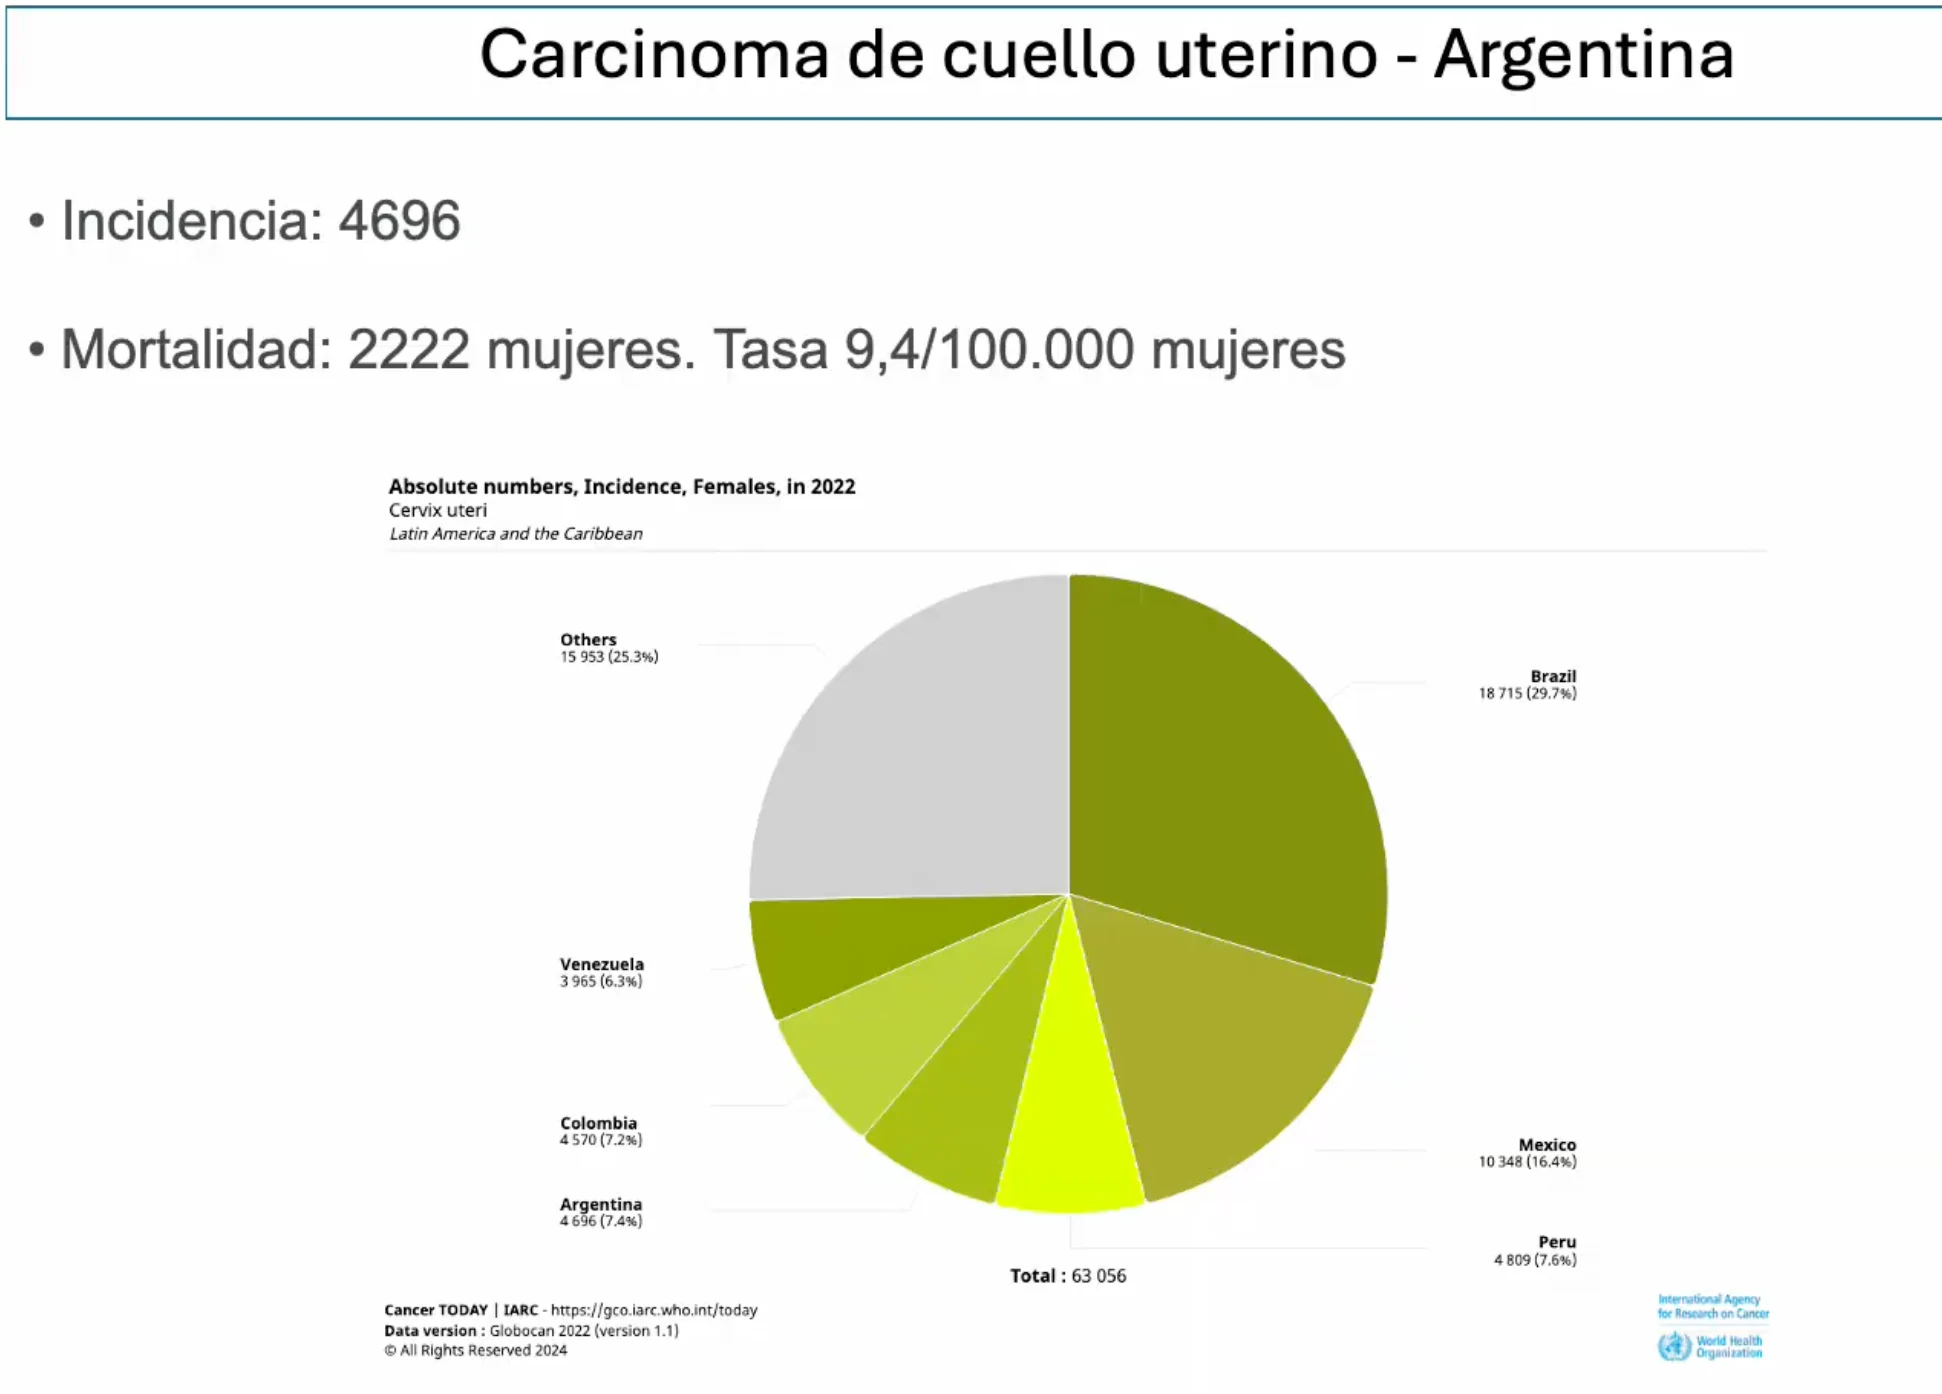 Carcinoma de cuello uterino - Argentina
• Incidencia: 4696
• Mortalidad: 2222 mujeres. Tasa 9,4/100.000 mujeres
Absolute numbers, Incidence, Females, in 2022
Cervix uteri
Latin America and the Caribbean
Others
15 953 (25.3%)
Brazil
18 715 (29.7%)
Venezuela
3 965 (6.3%)
Colombia
4 570 (7.2%)
Mexico
10 348 (16.4%)
Argentina
4 696 (7.4%)
Peru
4 809 (7.6%)
Total : 63 056
Cancer TODAY | IARC - https://gco.iarc.who.int/today
Data version : Globocan 2022 (version 1.1)
© All Rights Reserved 2024
International Agency
for Research on Cancer
World Health
Organization